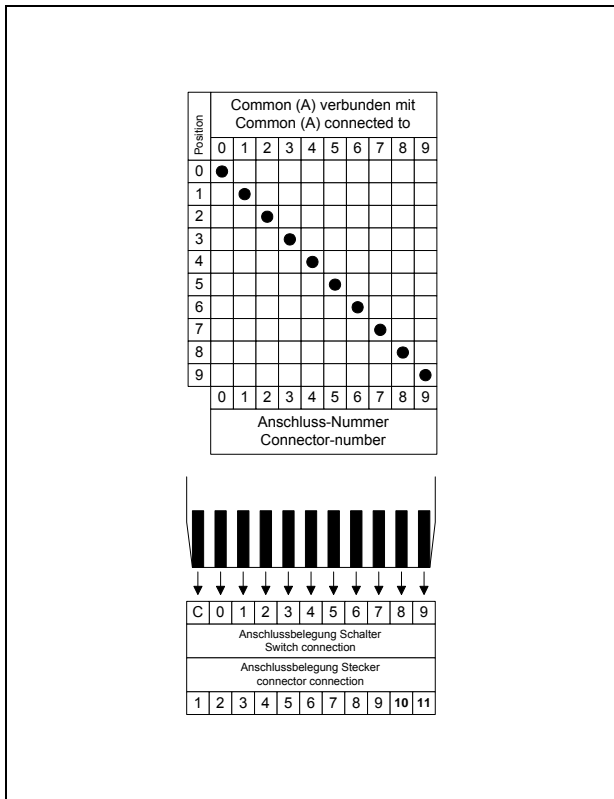 Position
Common (A) verbunden mit
Common (A) connected to
0 1 2 3 4 5 6 7 8 9
0
1
2
3
4
5
6
7
8
9
0 1 2 3 4 5 6 7 8 9
Anschluss-Nummer
Connector-number
C 0 1 2 3 4 5 6 7 8 9
Anschlussbelegung Schalter
Switch connection
Anschlussbelegung Stecker
connector connection
1 2 3 4 5 6 7 8 9 10 11